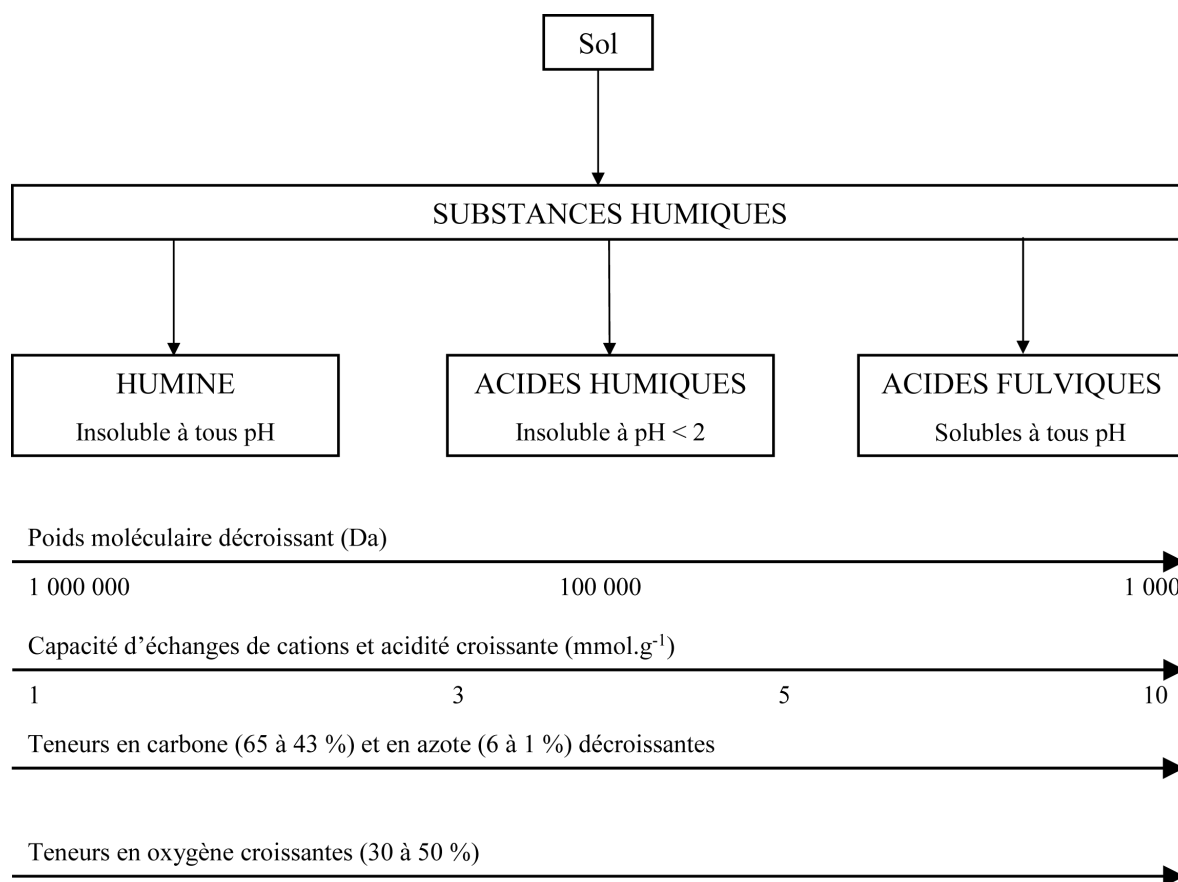 Sol
SUBSTANCES HUMIQUES
HUMINE
Insoluble à tous pH
ACIDES HUMIQUES
Insoluble à pH < 2
ACIDES FULVIQUES
Solubles à tous pH
Poids moléculaire décroissant (Da)
1 000 000 100 000 1 000
Capacité d’échanges de cations et acidité croissante (mmol.g⁻¹)
1 3 5 10
Teneurs en carbone (65 à 43 %) et en azote (6 à 1 %) décroissantes
Teneurs en oxygène croissantes (30 à 50 %)